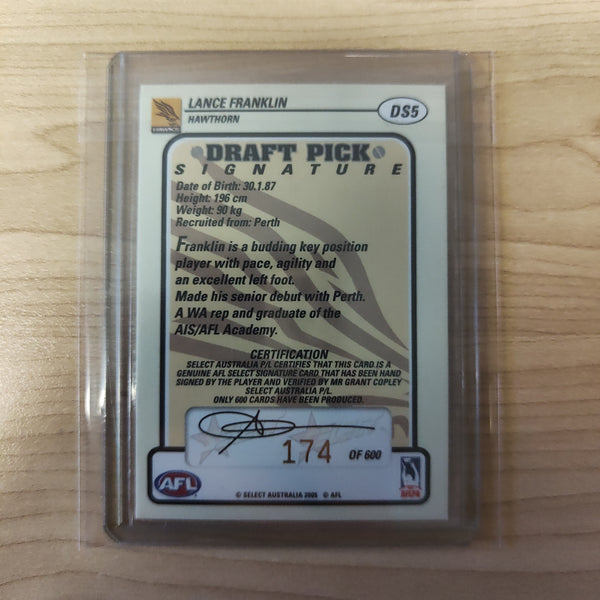 LANCE FRANKLIN
HAWTHORN
DS5
HAWKS
DRAFT PICK
SIGNATURE
Date of Birth: 30.1.87
Height: 196 cm
Weight: 90 kg
Recruited from: Perth
Franklin is a budding key position
player with pace, agility and
an excellent left foot.
Made his senior debut with Perth.
A WA rep and graduate of the
AIS/AFL Academy.
CERTIFICATION
SELECT AUSTRALIA P/L CERTIFIES THAT THIS CARD IS A
GENUINE AFL SELECT SIGNATURE CARD THAT HAS BEEN HAND
SIGNED BY THE PLAYER AND VERIFIED BY MR GRANT COPLEY
SELECT AUSTRALIA P/L.
ONLY 600 CARDS HAVE BEEN PRODUCED.
174 OF 600
AFL
AFLPA
© SELECT AUSTRALIA 2005 © AFL